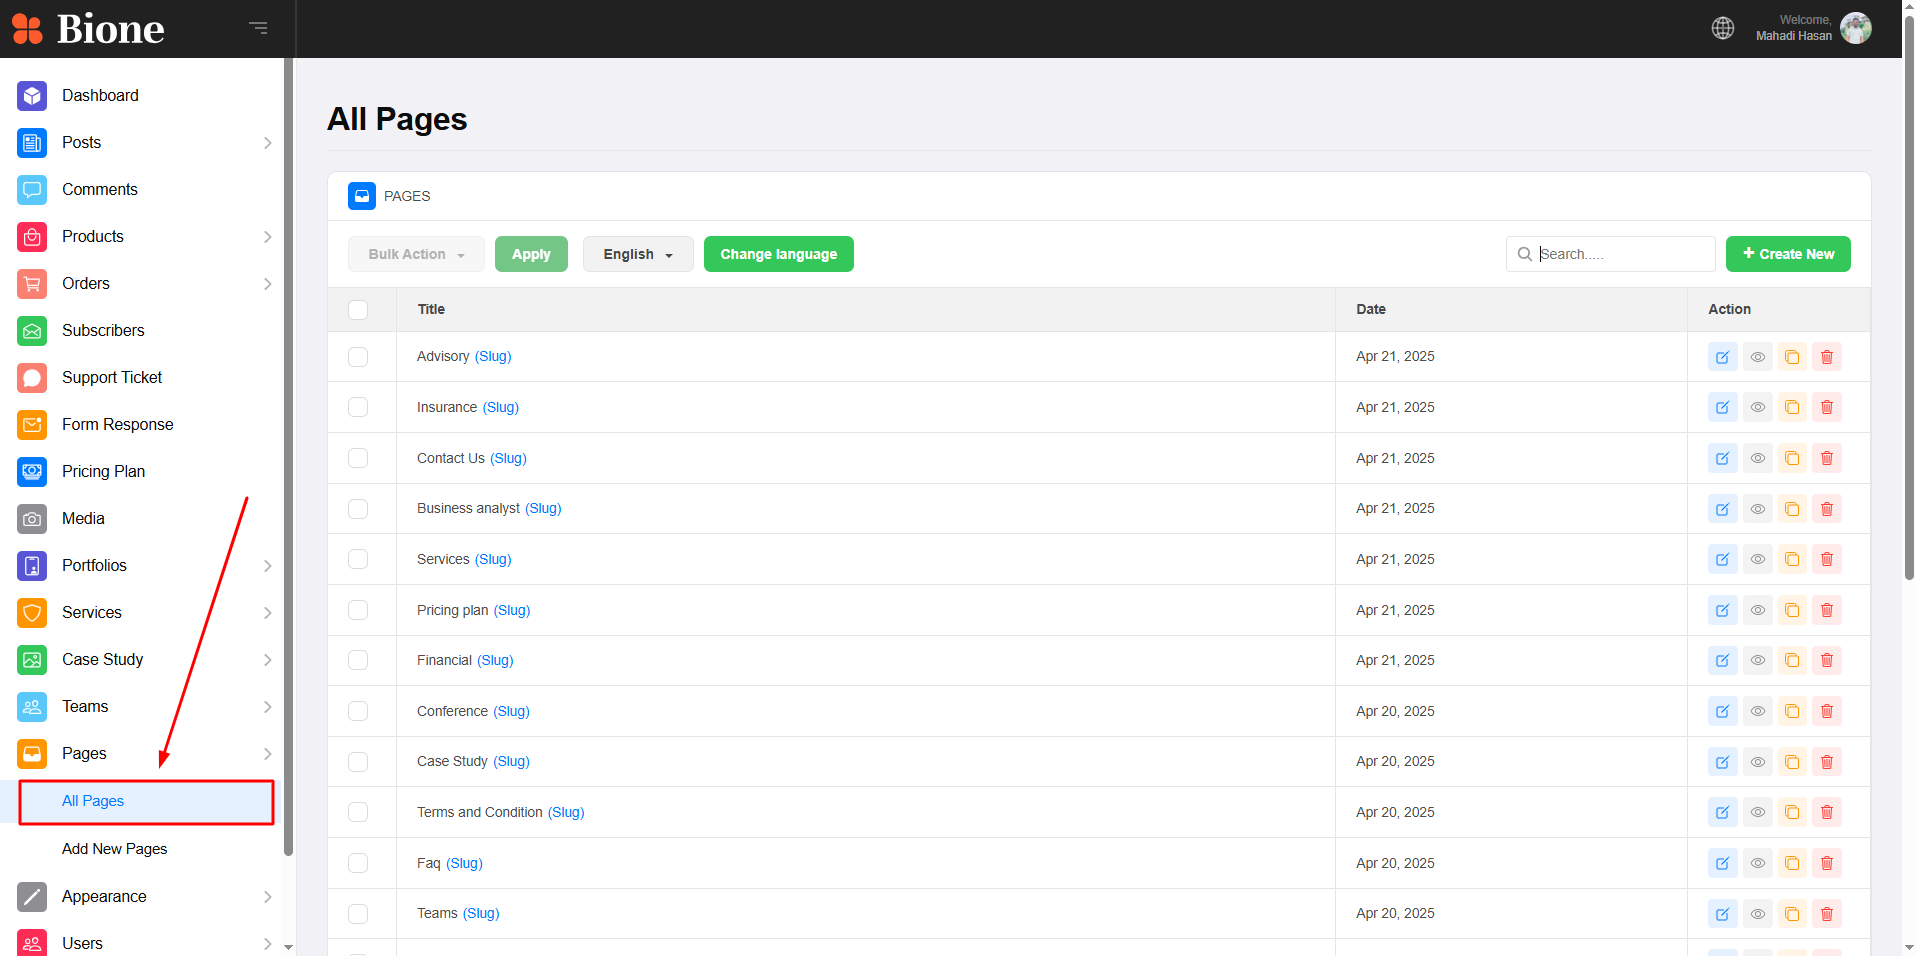 Bione
Welcome,
Mahadi Hasan
Dashboard
Posts
Comments
Products
Orders
Subscribers
Support Ticket
Form Response
Pricing Plan
Media
Portfolios
Services
Case Study
Teams
Pages
All Pages
Add New Pages
Appearance
Users
All Pages
PAGES
Bulk Action Apply English Change language Search..... + Create New
Title Date Action
Advisory (Slug) Apr 21, 2025
Insurance (Slug) Apr 21, 2025
Contact Us (Slug) Apr 21, 2025
Business analyst (Slug) Apr 21, 2025
Services (Slug) Apr 21, 2025
Pricing plan (Slug) Apr 21, 2025
Financial (Slug) Apr 21, 2025
Conference (Slug) Apr 20, 2025
Case Study (Slug) Apr 20, 2025
Terms and Condition (Slug) Apr 20, 2025
Faq (Slug) Apr 20, 2025
Teams (Slug) Apr 20, 2025